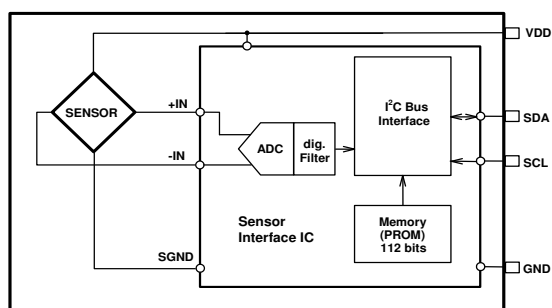 VDD
SENSOR
+IN
-IN
ADC
dig.
Filter
I²C Bus
Interface
SDA
SCL
Sensor
Interface IC
Memory
(PROM)
112 bits
SGND
GND